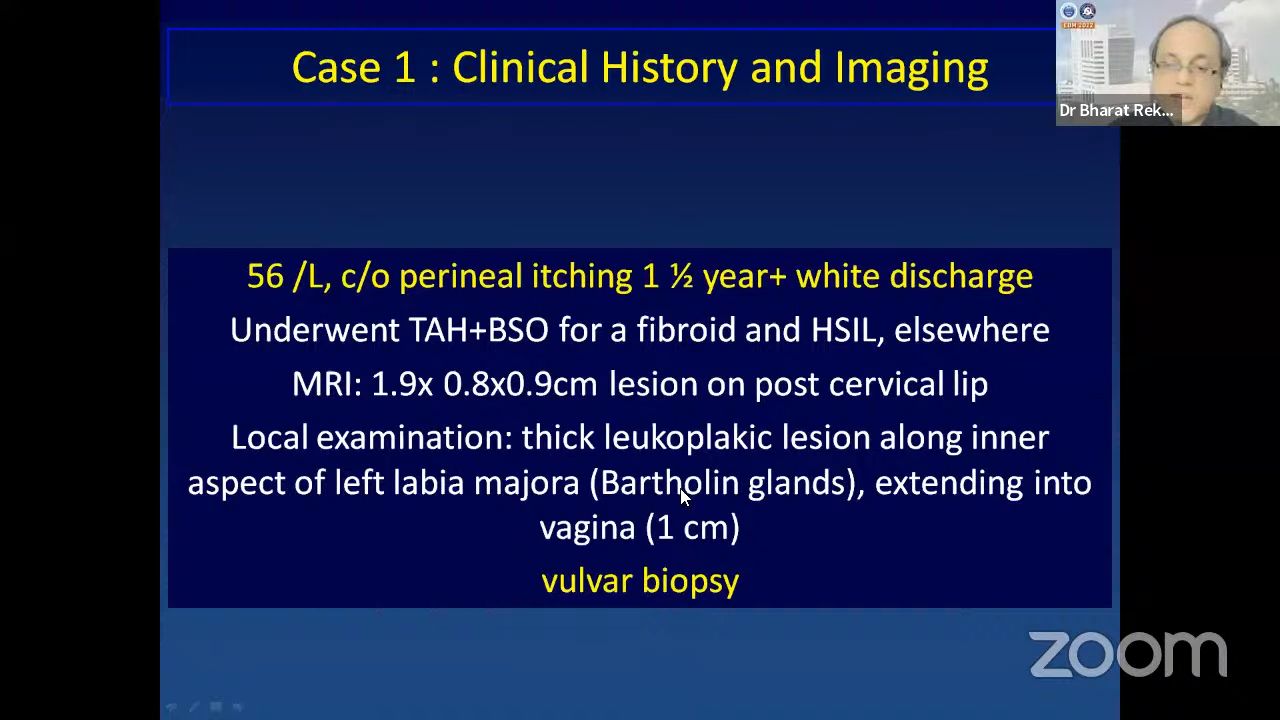 Case 1 : Clinical History and Imaging
Dr Bharat Rek...
56 /L, c/o perineal itching 1 ½ year+ white discharge
Underwent TAH+BSO for a fibroid and HSIL, elsewhere
MRI: 1.9x 0.8x0.9cm lesion on post cervical lip
Local examination: thick leukoplakic lesion along inner
aspect of left labia majora (Bartholin glands), extending into
vagina (1 cm)
vulvar biopsy
zoom